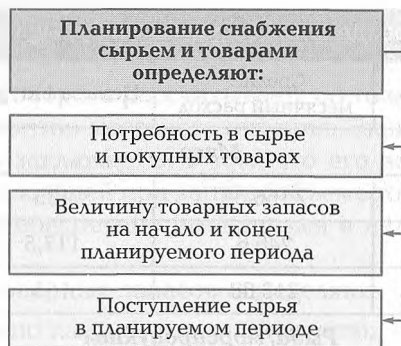 Планирование снабжения
сырьем и товарами
определяют:
Потребность в сырье
и покупных товарах
Величину товарных запасов
на начало и конец
планируемого периода
Поступление сырья
в планируемом периоде